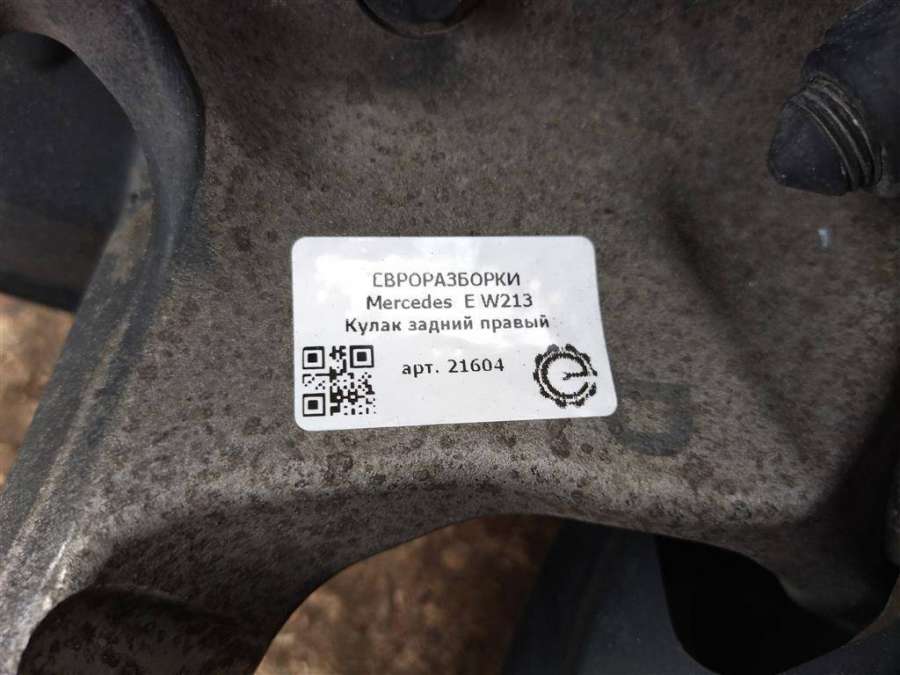 ЕВРОРАЗБОРКИ
Mercedes E W213
Кулак задний правый
арт. 21604